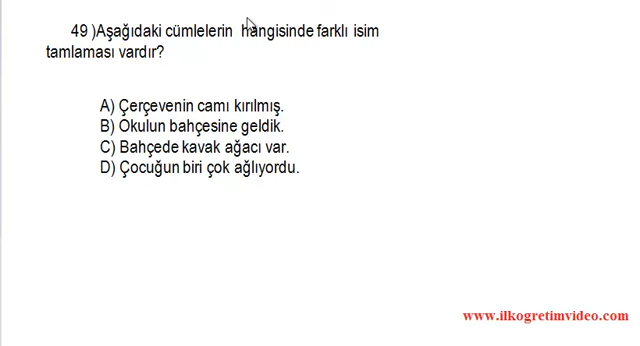 49 )Aşağıdaki cümlelerin hangisinde farklı isim
tamlaması vardır?
A) Çerçevenin camı kırılmış.
B) Okulun bahçesine geldik.
C) Bahçede kavak ağacı var.
D) Çocuğun biri çok ağlıyordu.
www.ilkogretimvideo.com